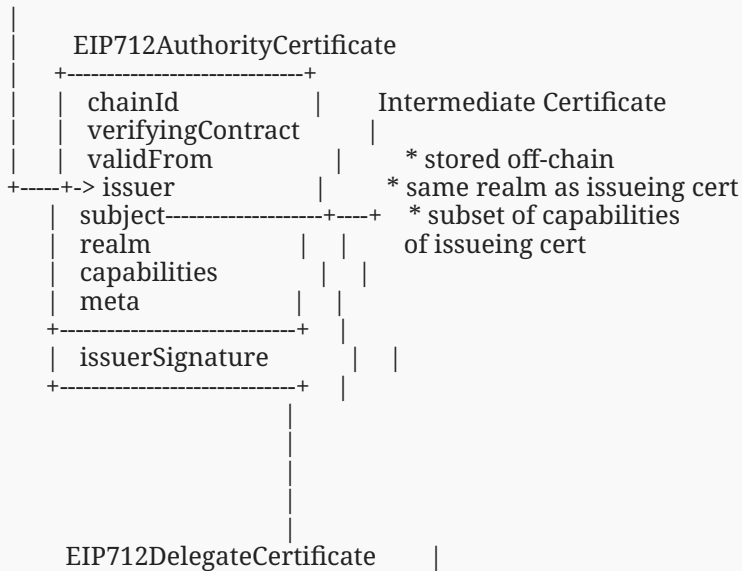 |
|        EIP712AuthorityCertificate
|     +------------------------------+
|     |   chainId                    |       Intermediate Certificate
|     |   verifyingContract          |
|     |   validFrom                  |         * stored off-chain
+-----+-> issuer                     |         * same realm as issueing cert
      |   subject--------------------+----+    * subset of capabilities
      |   realm                      |    |      of issueing cert
      |   capabilities               |    |
      |   meta                       |    |
      +------------------------------+    |
      |   issuerSignature            |    |
      +------------------------------+    |
                                          |
                                          |
                                          |
                                          |
                                          |
       EIP712DelegateCertificate          |